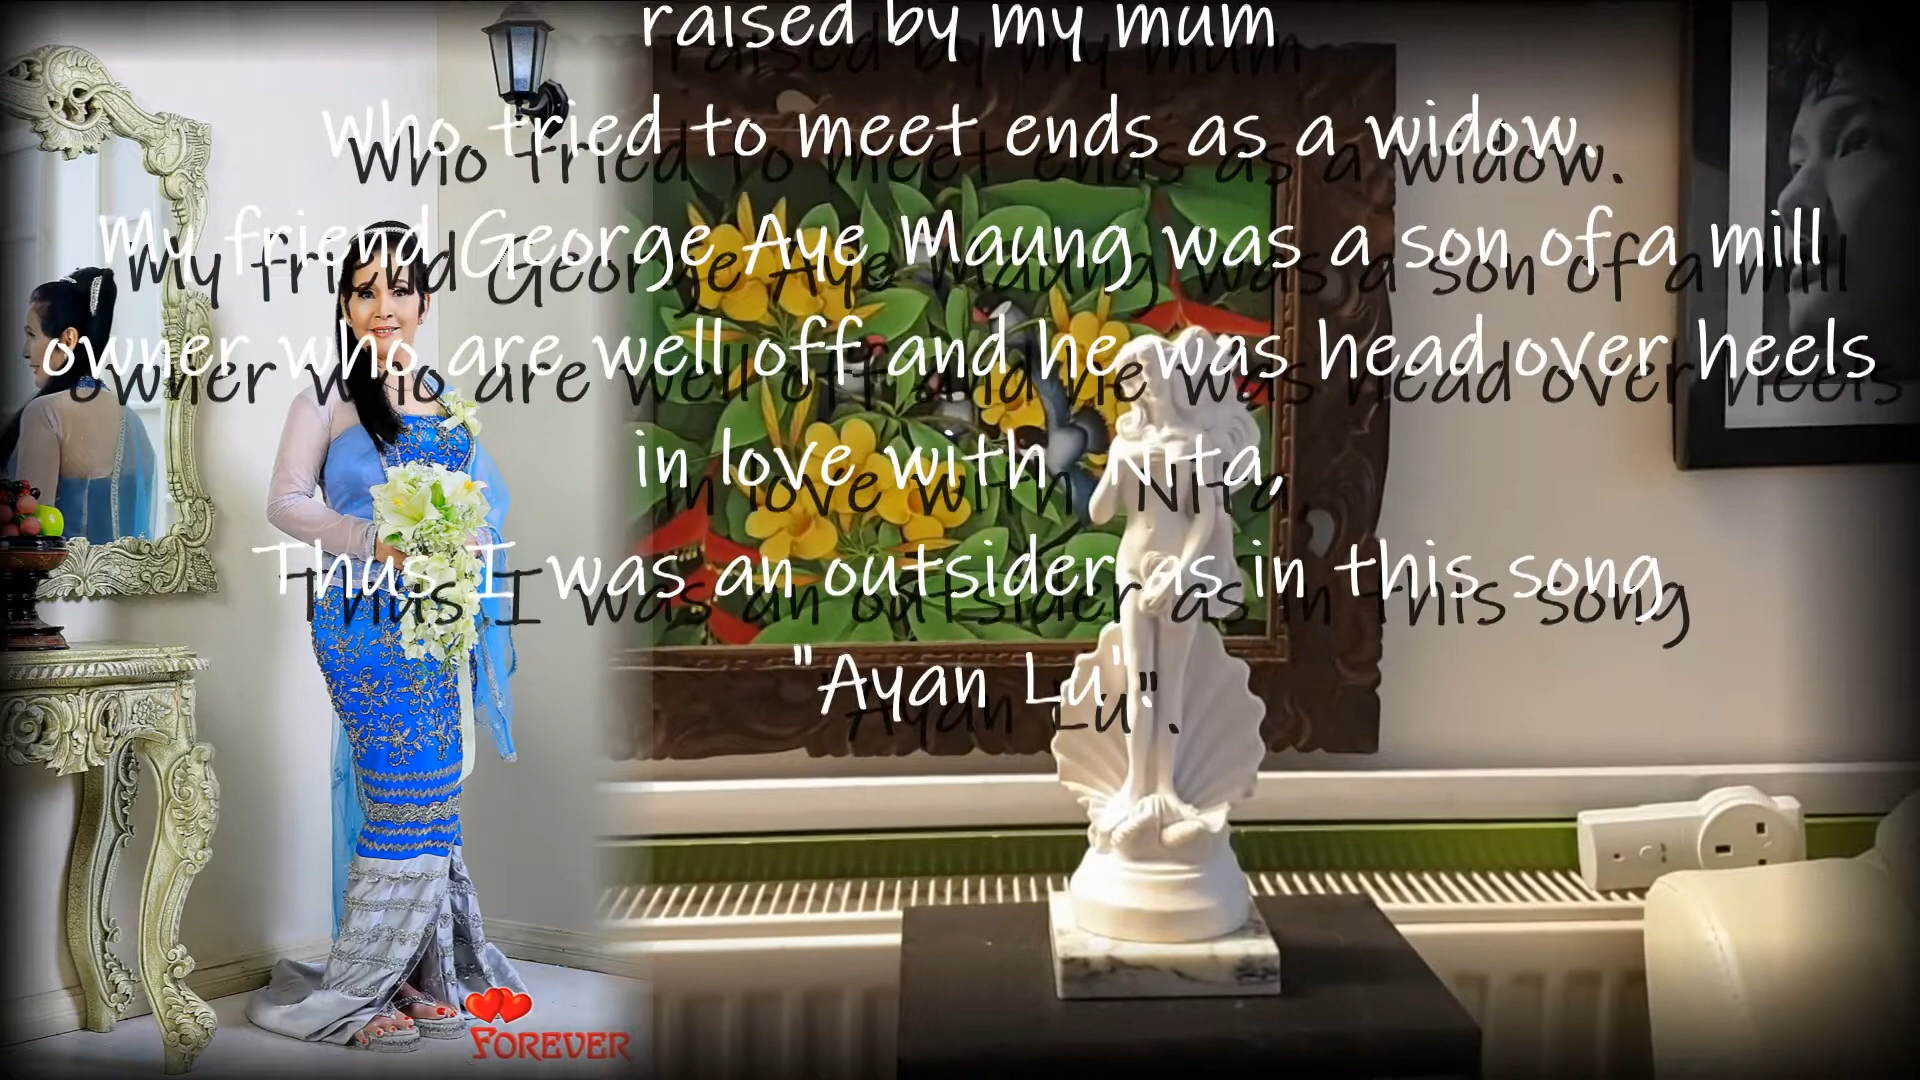 raised by my mum
Who tried to meet ends as a widow.
My friend George Aye Maung was a son of a mill
owner who are well off and he was head over heels
in love with Nita,
Thus I was an outsider as in this song
"Ayan Lu".
FOREVER